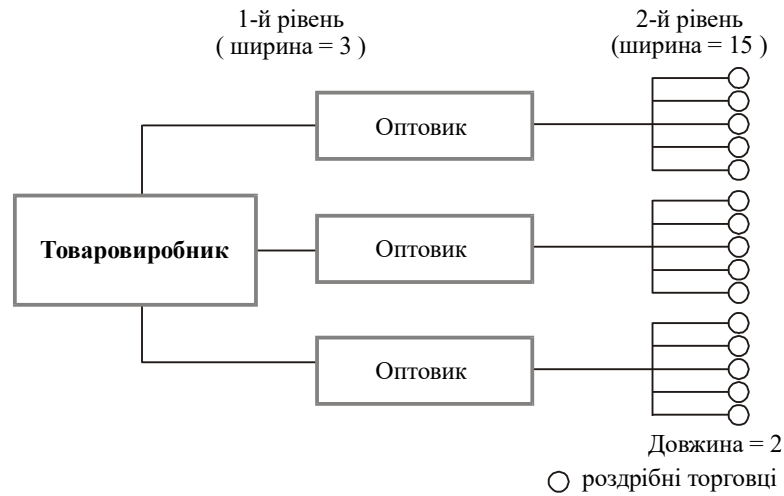 1-й рівень
( ширина = 3 )
2-й рівень
(ширина = 15 )
Оптовик
Товаровиробник
Оптовик
Оптовик
Довжина = 2
роздрібні торговці